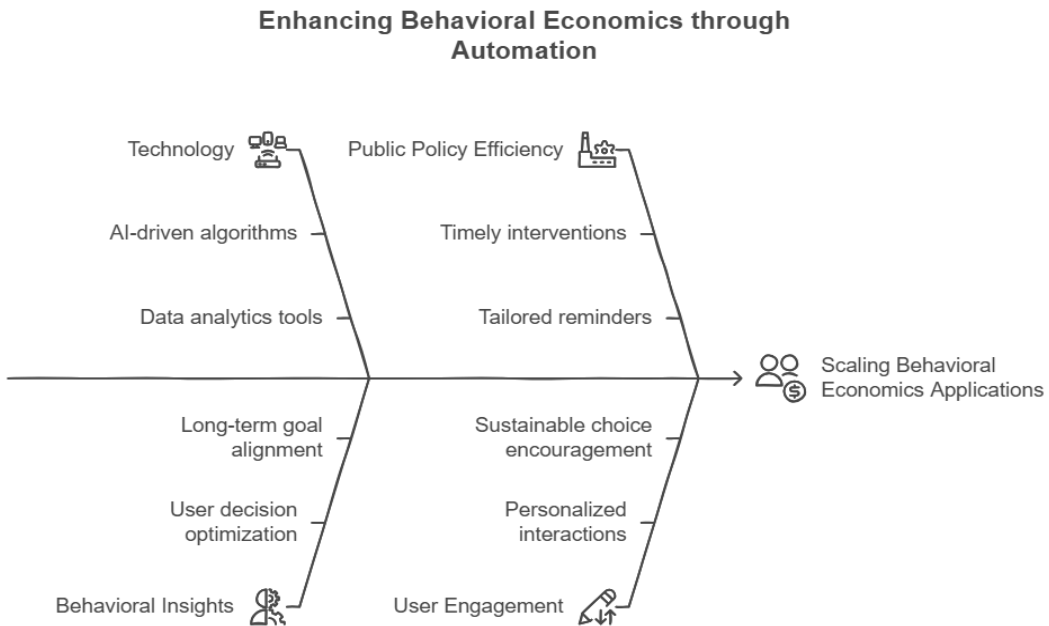 Enhancing Behavioral Economics through
Automation
Technology
Public Policy Efficiency
AI-driven algorithms
Timely interventions
Data analytics tools
Tailored reminders
Scaling Behavioral
Economics Applications
Long-term goal
alignment
Sustainable choice
encouragement
User decision
optimization
Personalized
interactions
Behavioral Insights
User Engagement